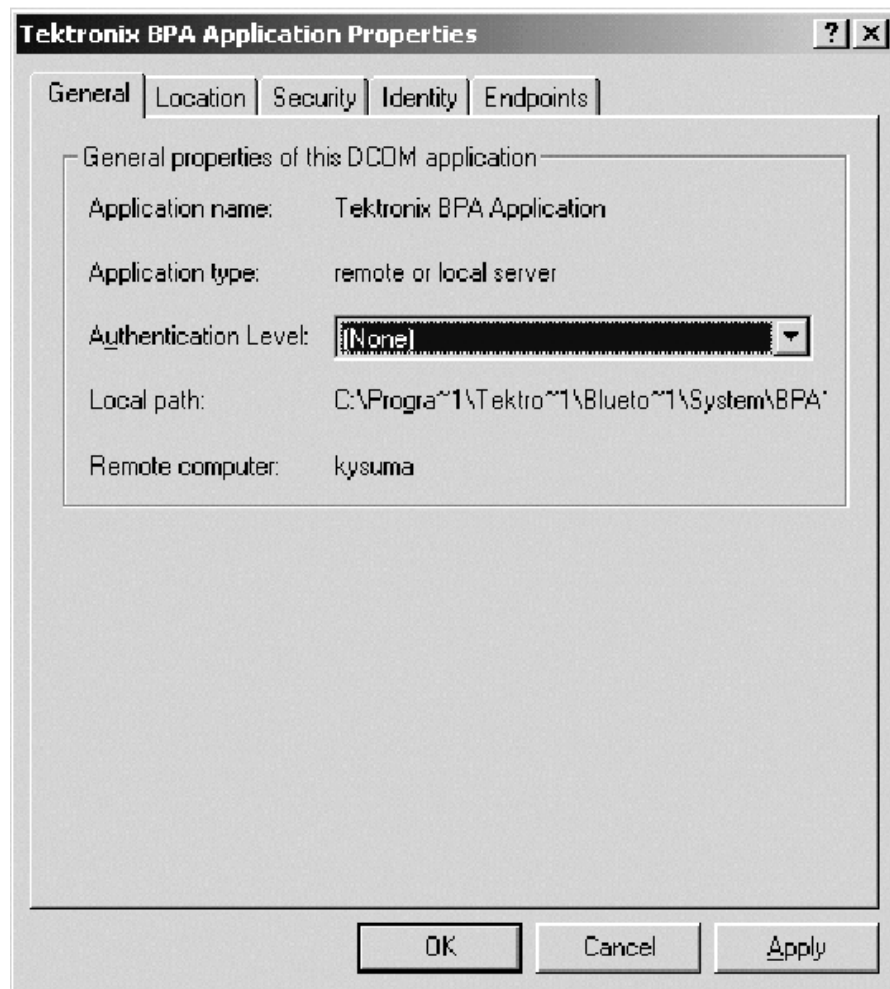 Tektronix BPA Application Properties
General Location Security Identity Endpoints
General properties of this DCOM application
Application name: Tektronix BPA Application
Application type: remote or local server
Authentication Level: (None)
Local path: C:\Progra~1\Tektro~1\Blueto~1\System\BPA
Remote computer: kysuma
OK Cancel Apply